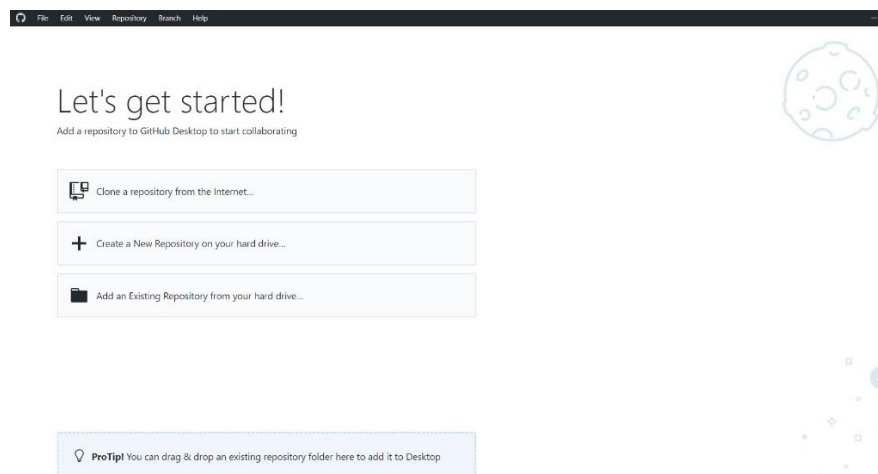 File Edit View Repository Branch Help
Let's get started!
Add a repository to GitHub Desktop to start collaborating
Clone a repository from the Internet...
Create a New Repository on your hard drive...
Add an Existing Repository from your hard drive...
ProTip! You can drag & drop an existing repository folder here to add it to Desktop